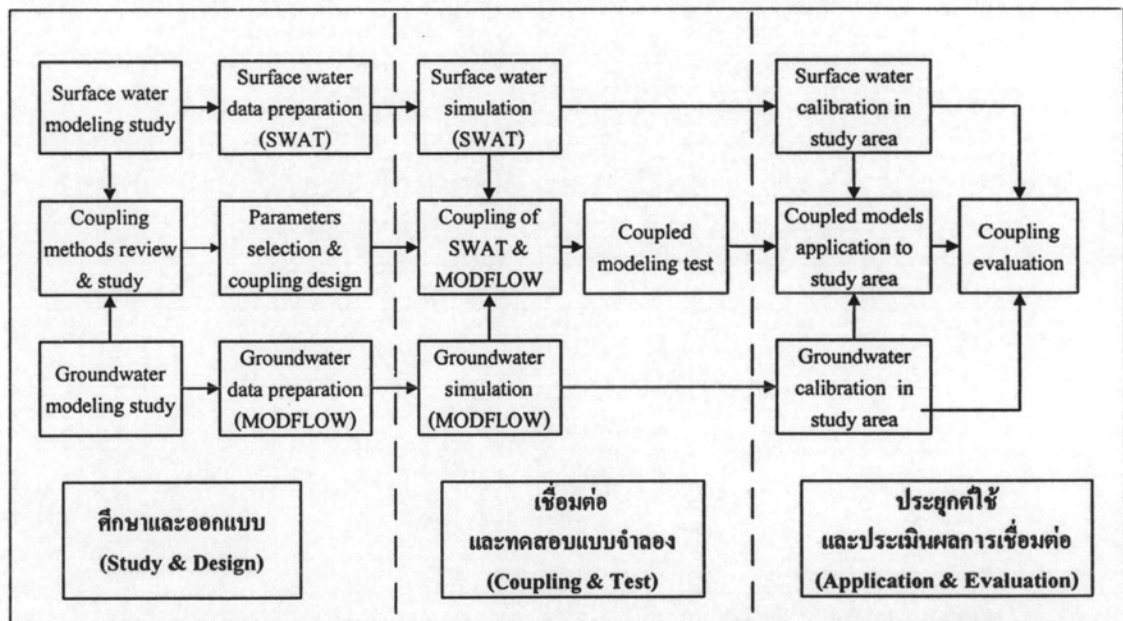 Surface water
modeling study
Surface water
data preparation
(SWAT)
Surface water
simulation
(SWAT)
Surface water
calibration in
study area
Coupling
methods review
& study
Parameters
selection &
coupling design
Coupling of
SWAT &
MODFLOW
Coupled
modeling test
Coupled models
application to
study area
Coupling
evaluation
Groundwater
modeling study
Groundwater
data preparation
(MODFLOW)
Groundwater
simulation
(MODFLOW)
Groundwater
calibration in
study area
ศึกษาและออกแบบ
(Study & Design)
เชื่อมต่อ
และทดสอบแบบจำลอง
(Coupling & Test)
ประยุกต์ใช้
และประเมินผลการเชื่อมต่อ
(Application & Evaluation)